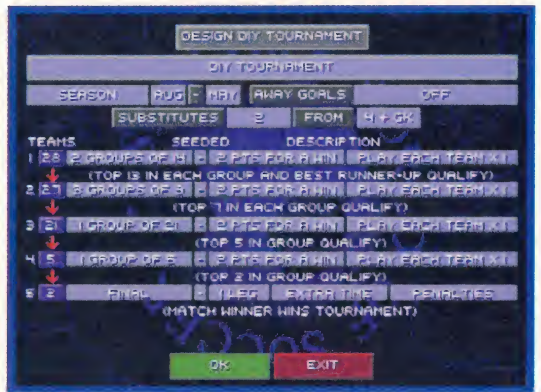 DESIGN DIY TOURNAMENT
DIY TOURNAMENT
SEASON AUG - MAY AWAY GOALS OFF
SUBSTITUTES 2 FROM 4 + GK
TEAMS SEEDED DESCRIPTION
1 28 2 GROUPS OF 14 - 2 PTS FOR A WIN PLAY EACH TEAM X 1
(TOP 13 IN EACH GROUP AND BEST RUNNER-UP QUALIFY)
2 27 3 GROUPS OF 9 - 2 PTS FOR A WIN PLAY EACH TEAM X 1
(TOP 7 IN EACH GROUP QUALIFY)
3 21 1 GROUP OF 21 - 2 PTS FOR A WIN PLAY EACH TEAM X 1
(TOP 5 IN GROUP QUALIFY)
4 5 1 GROUP OF 5 - 2 PTS FOR A WIN PLAY EACH TEAM X 1
(TOP 2 IN GROUP QUALIFY)
5 2 FINAL - 1 LEG EXTRA TIME PENALTIES
(MATCH WINNER WINS TOURNAMENT)
OK EXIT